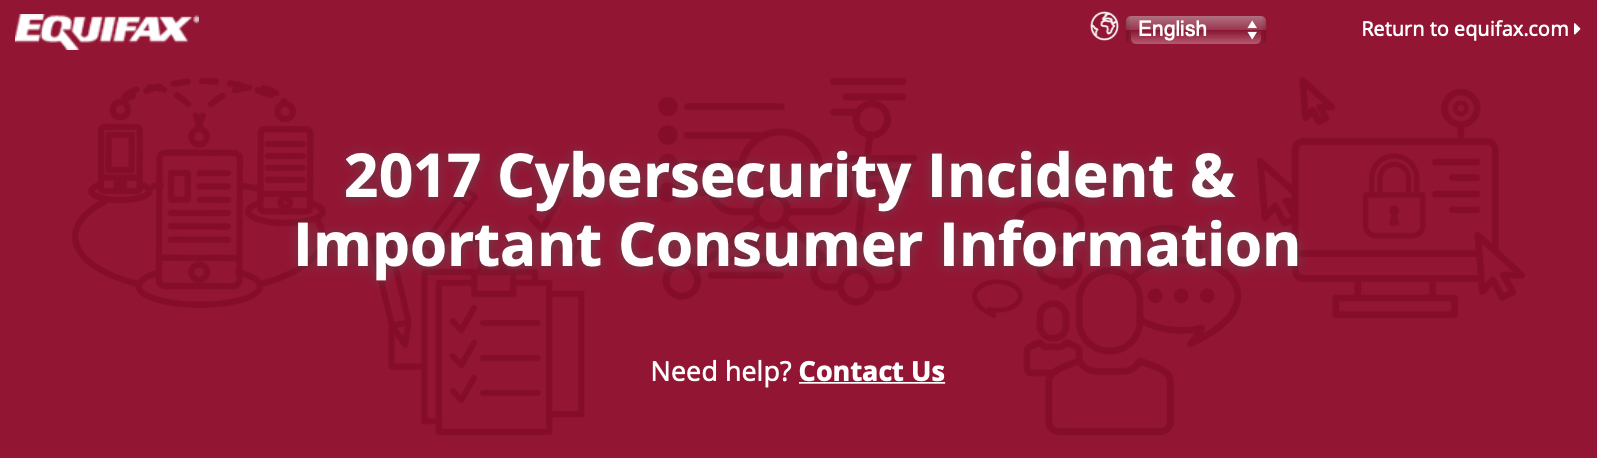 EQUIFAX®
English
Return to equifax.com
2017 Cybersecurity Incident &
Important Consumer Information
Need help? Contact Us